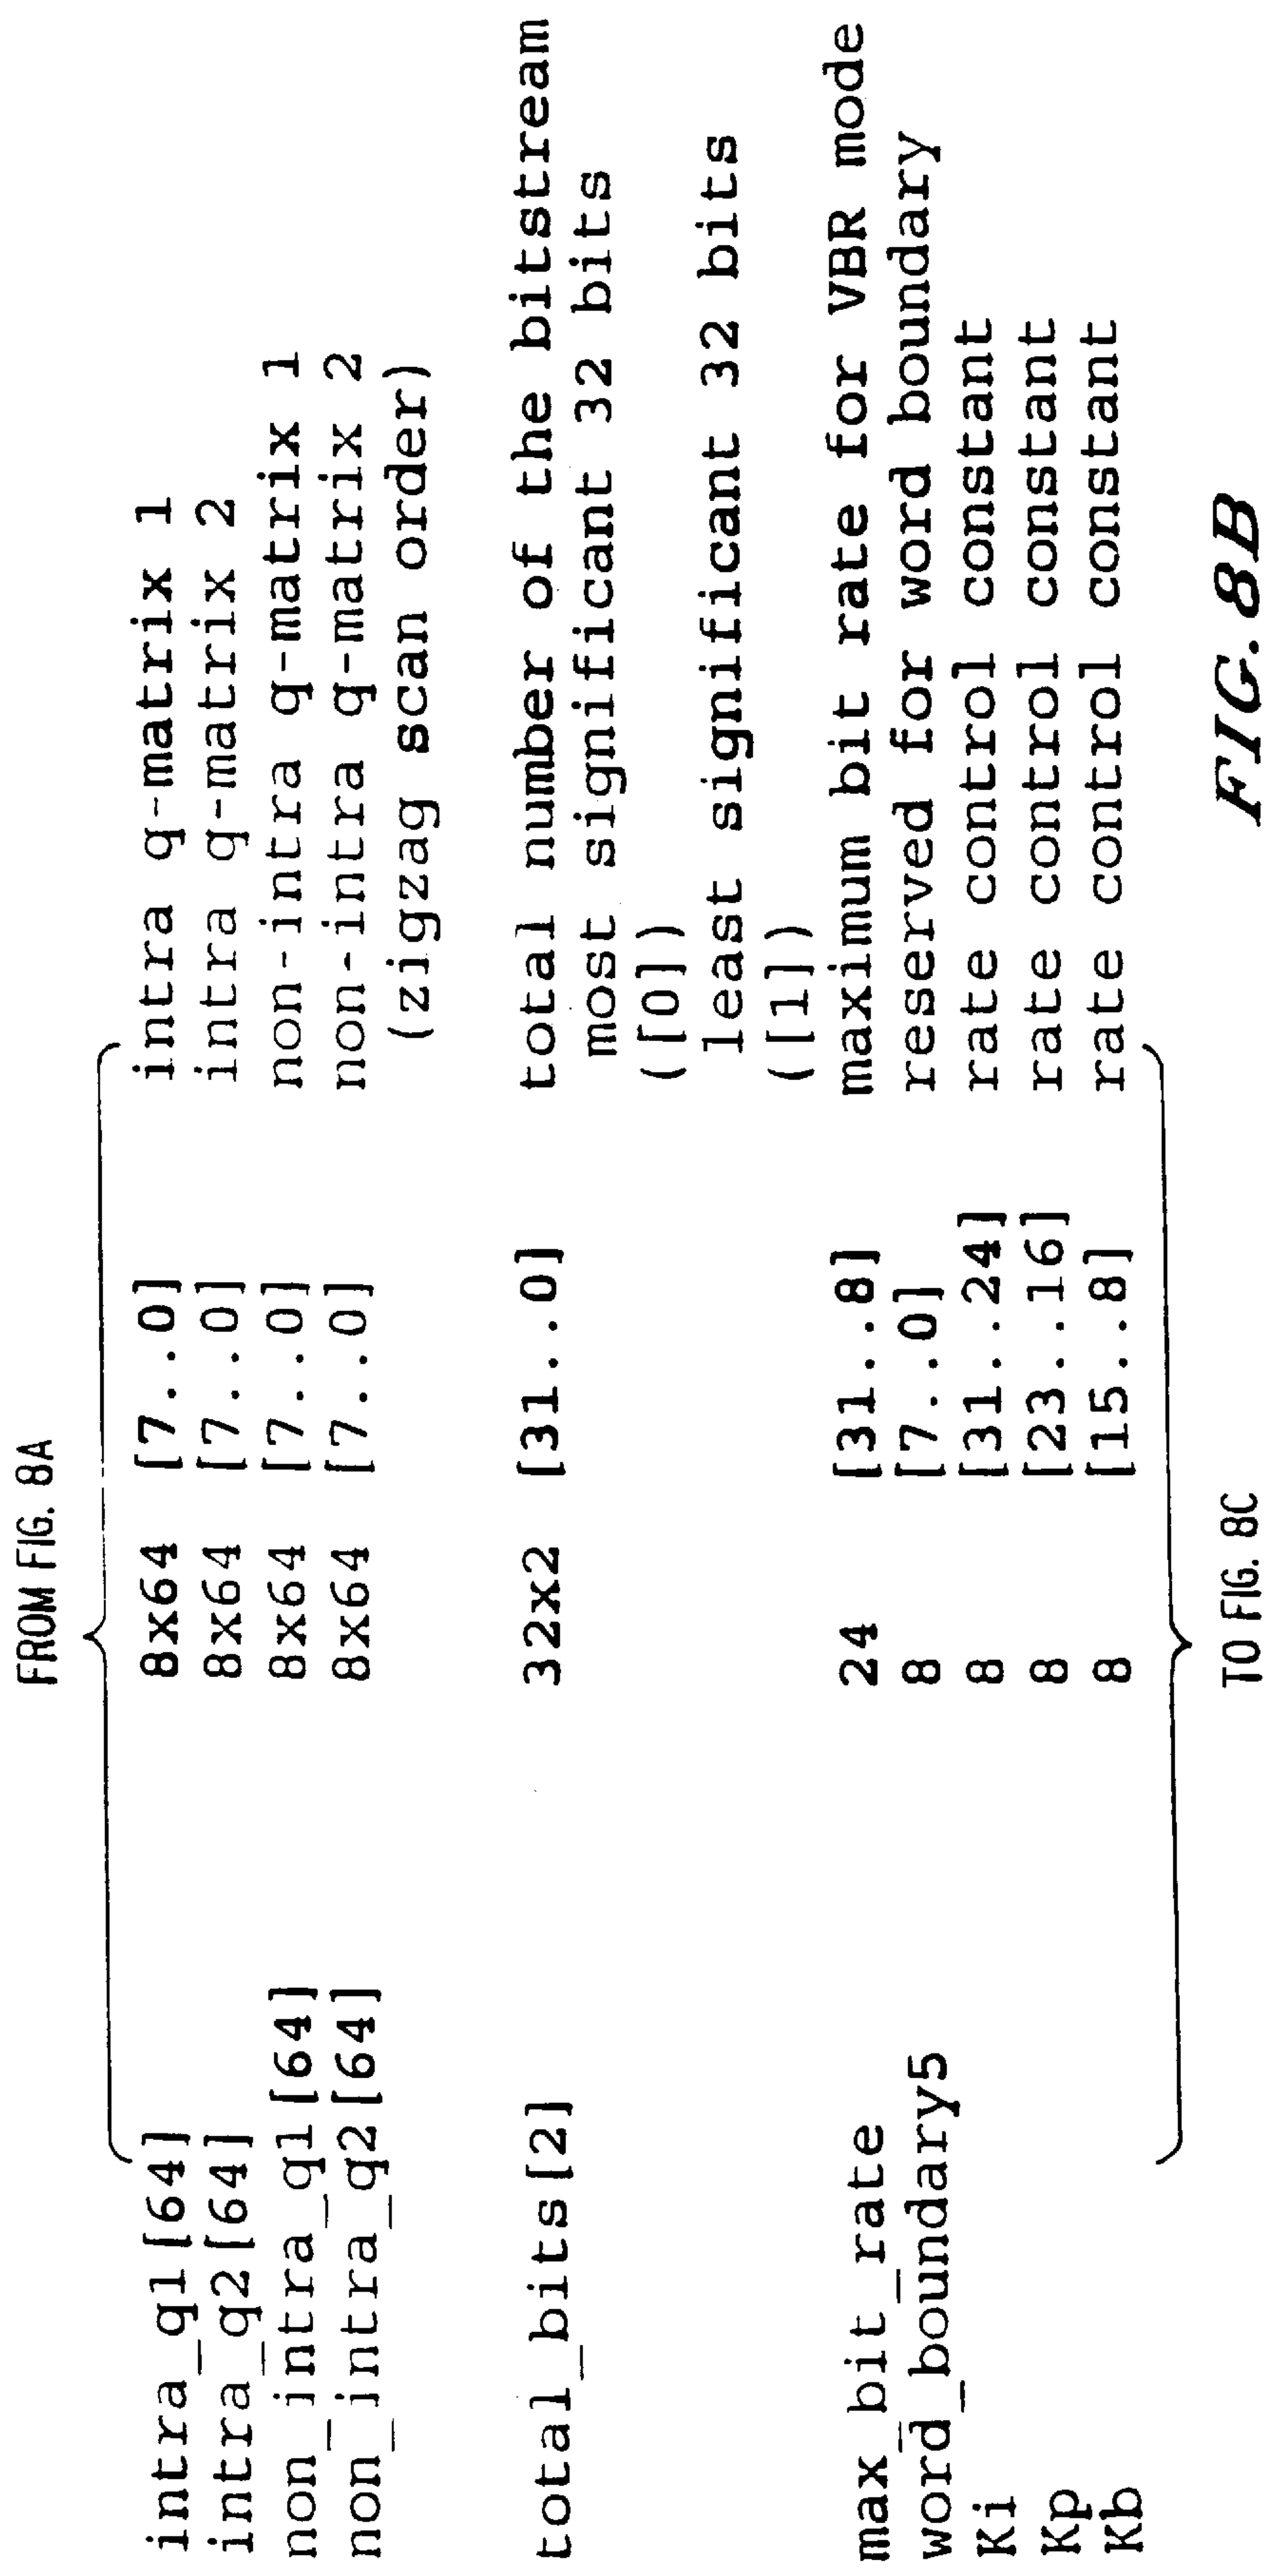 FROM FIG. 8A
intra_q1[64] 8x64 [7..0] intra q-matrix 1
intra_q2[64] 8x64 [7..0] intra q-matrix 2
non_intra_q1[64] 8x64 [7..0] non-intra q-matrix 1
non_intra_q2[64] 8x64 [7..0] non-intra q-matrix 2
(zigzag scan order)
total_bits[2] 32x2 [31..0] total number of the bitstream
most significant 32 bits
([0])
least significant 32 bits
([1])
max_bit_rate 24 [31..8] maximum bit rate for VBR mode
word_boundary5 8 [7..0] reserved for word boundary
Ki 8 [31..24] rate control constant
Kp 8 [23..16] rate control constant
Kb 8 [15..8] rate control constant
TO FIG. 8C
FIG. 8B